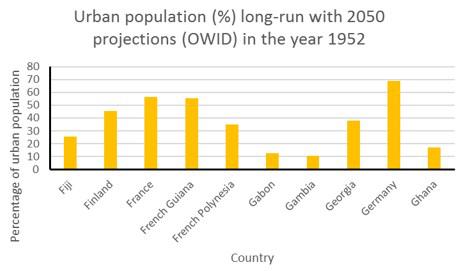 Urban population (%) long-run with 2050
projections (OWID) in the year 1952
Percentage of urban population
80
70
60
50
40
30
20
10
0
Fiji
Finland
France
French Guiana
French Polynesia
Gabon
Gambia
Georgia
Germany
Ghana
Country